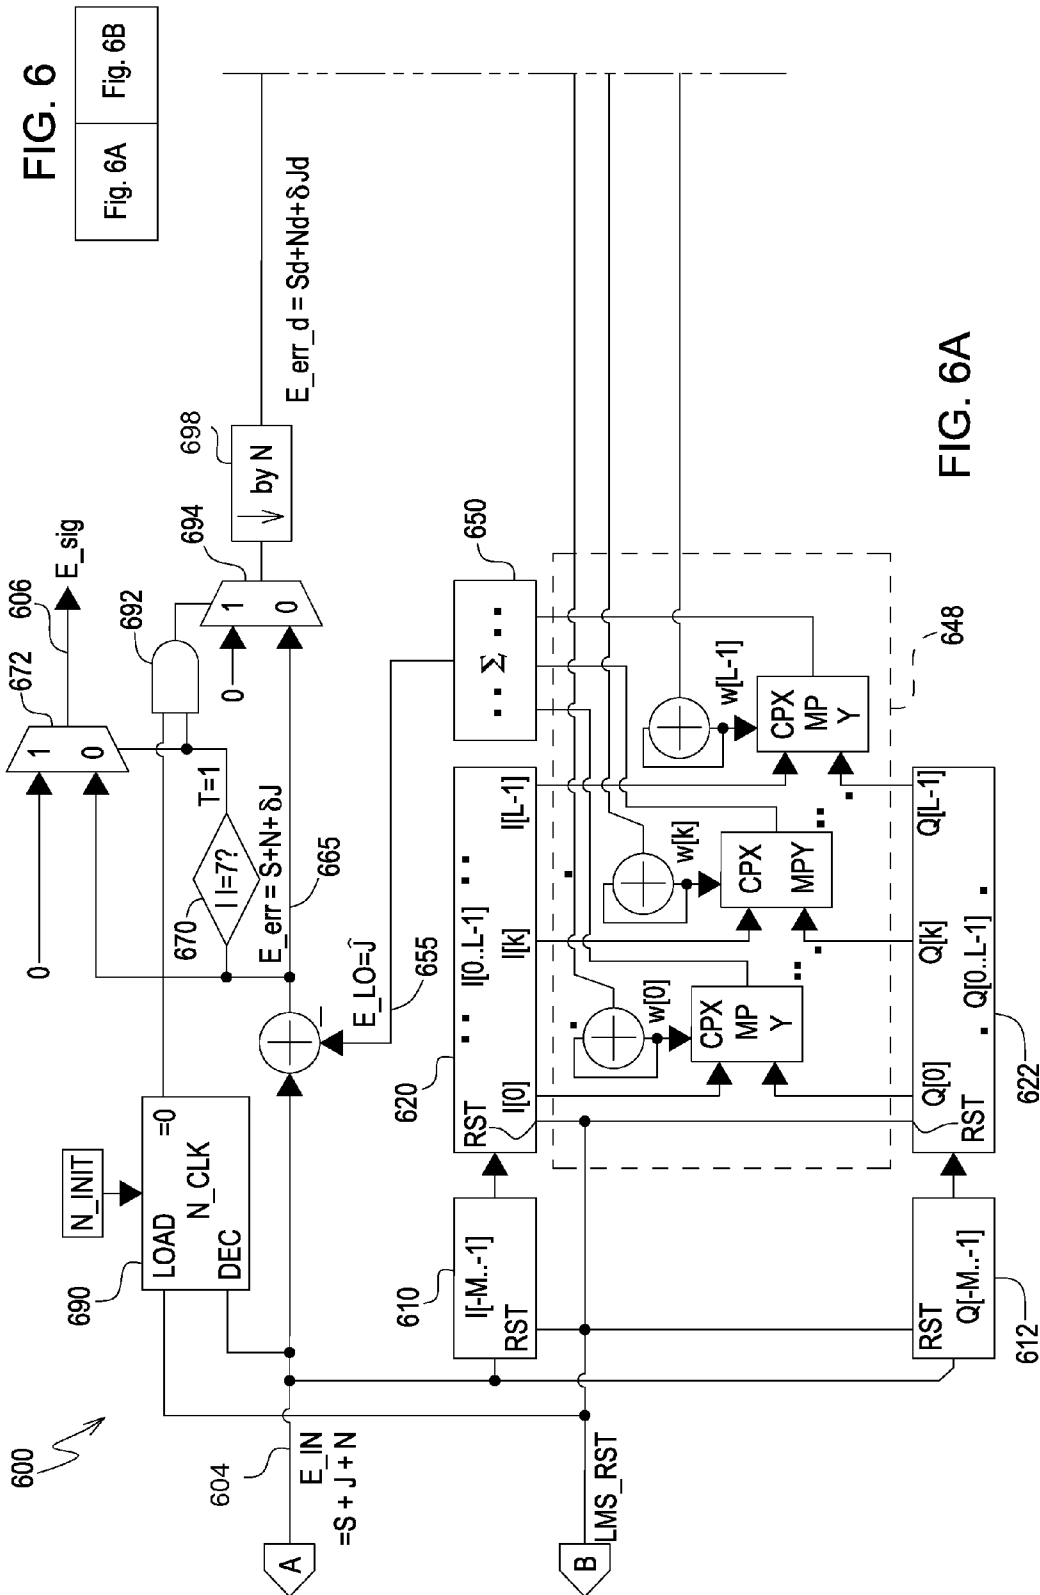 FIG. 6
Fig. 6A
Fig. 6B
600
A
604
E_IN
=S + J + N
B
LMS_RST
690
N_INIT
LOAD
N_CLK
DEC
=0
0
672
1
0
606
E_sig
670
| |=7?
T=1
692
694
0
1
0
698
↓ by N
E_err_d = Sd+Nd+δJd
E_err = S+N+δJ
665
−
E_LO=Ĵ
655
650
Σ
610
I[-M..-1]
RST
620
RST
I[0..L-1]
I[0]
I[k]
I[L-1]
w[0]
CPX
MP
Y
w[k]
CPX
MPY
w[L-1]
CPX
MP
Y
648
612
RST
Q[-M..-1]
622
RST
Q[0]
Q[k]
Q[L-1]
Q[0..L-1]
FIG. 6A